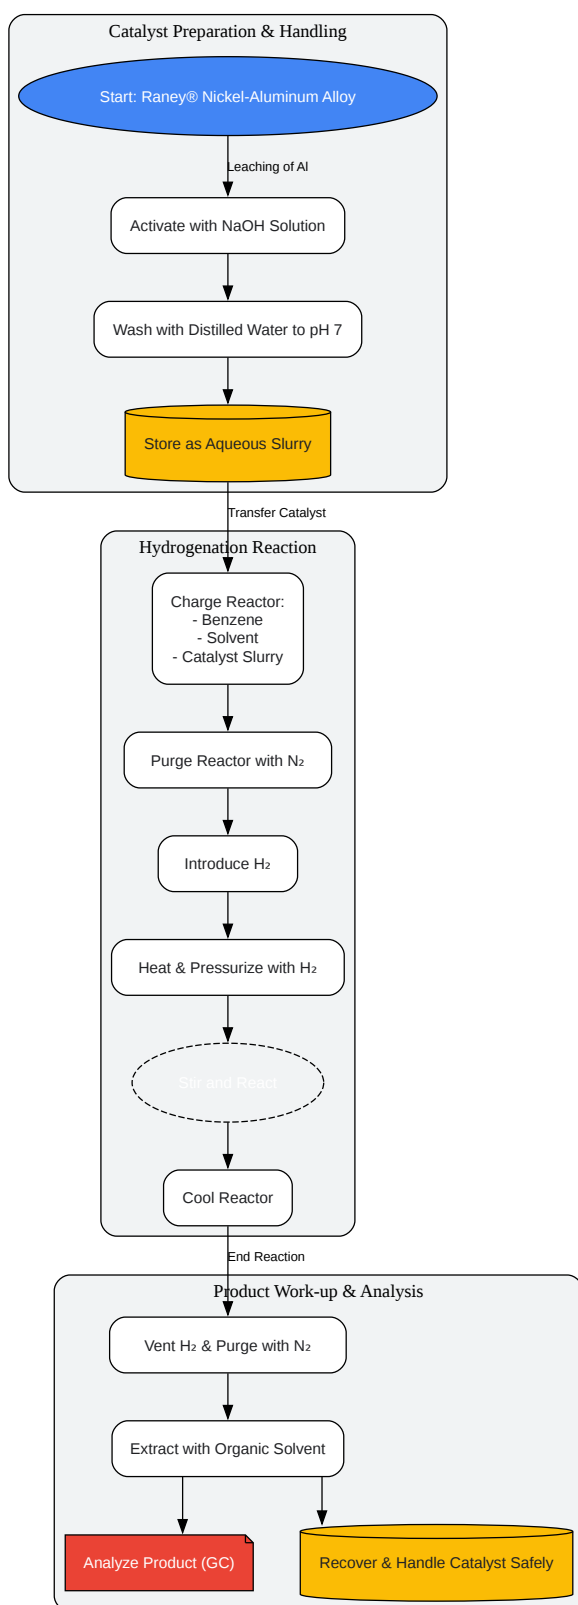 Catalyst Preparation & Handling
Start: Raney® Nickel-Aluminum Alloy
Leaching of Al
Activate with NaOH Solution
Wash with Distilled Water to pH 7
Store as Aqueous Slurry
Transfer Catalyst
Hydrogenation Reaction
Charge Reactor:
- Benzene
- Solvent
- Catalyst Slurry
Purge Reactor with N₂
Introduce H₂
Heat & Pressurize with H₂
Stir and React
Cool Reactor
End Reaction
Product Work-up & Analysis
Vent H₂ & Purge with N₂
Extract with Organic Solvent
Analyze Product (GC)
Recover & Handle Catalyst Safely